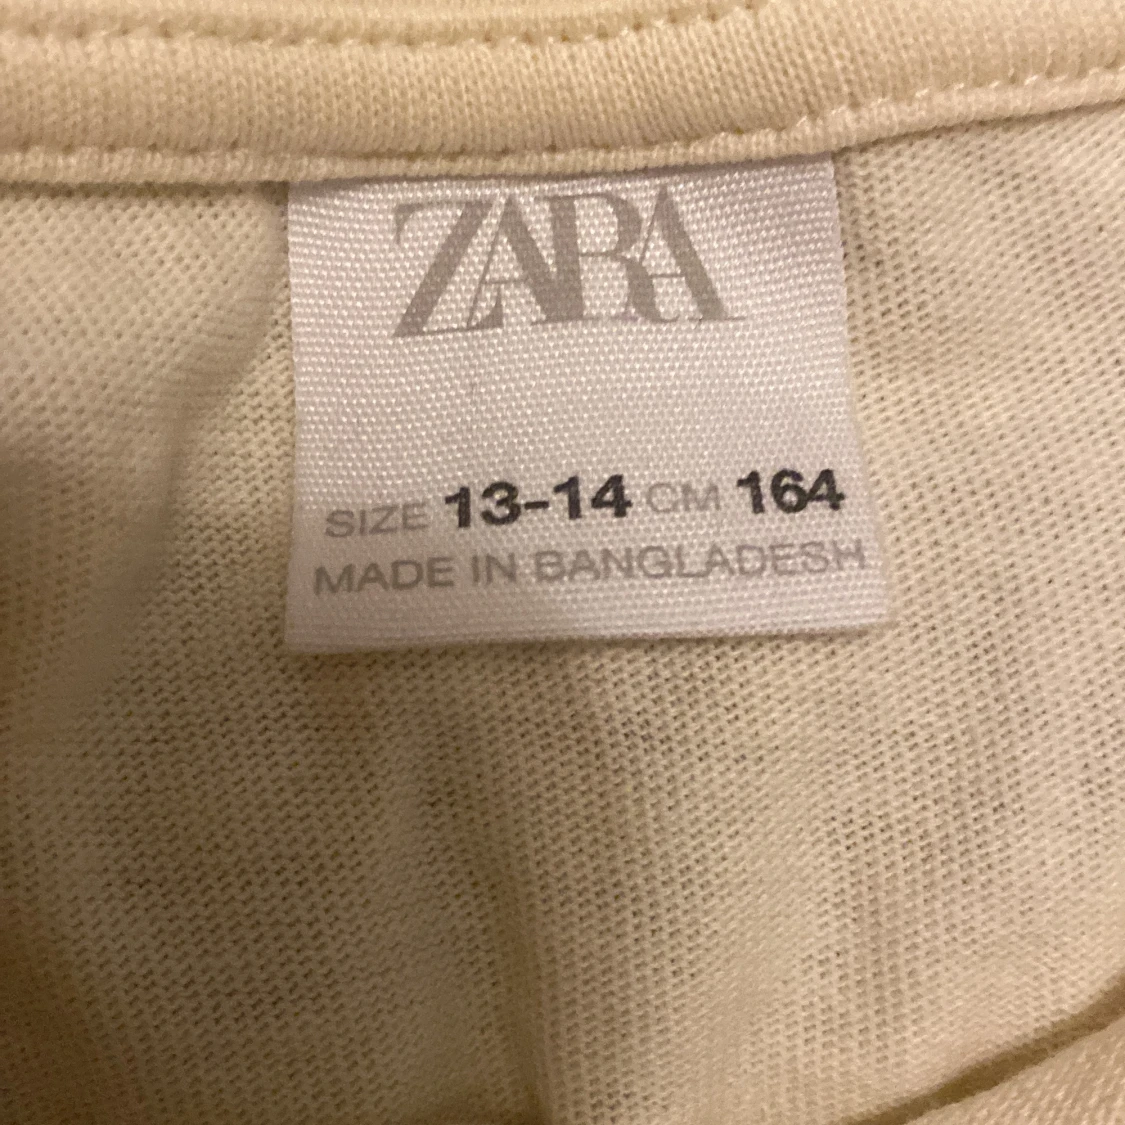 ZARA
SIZE 13-14 CM 164
MADE IN BANGLADESH